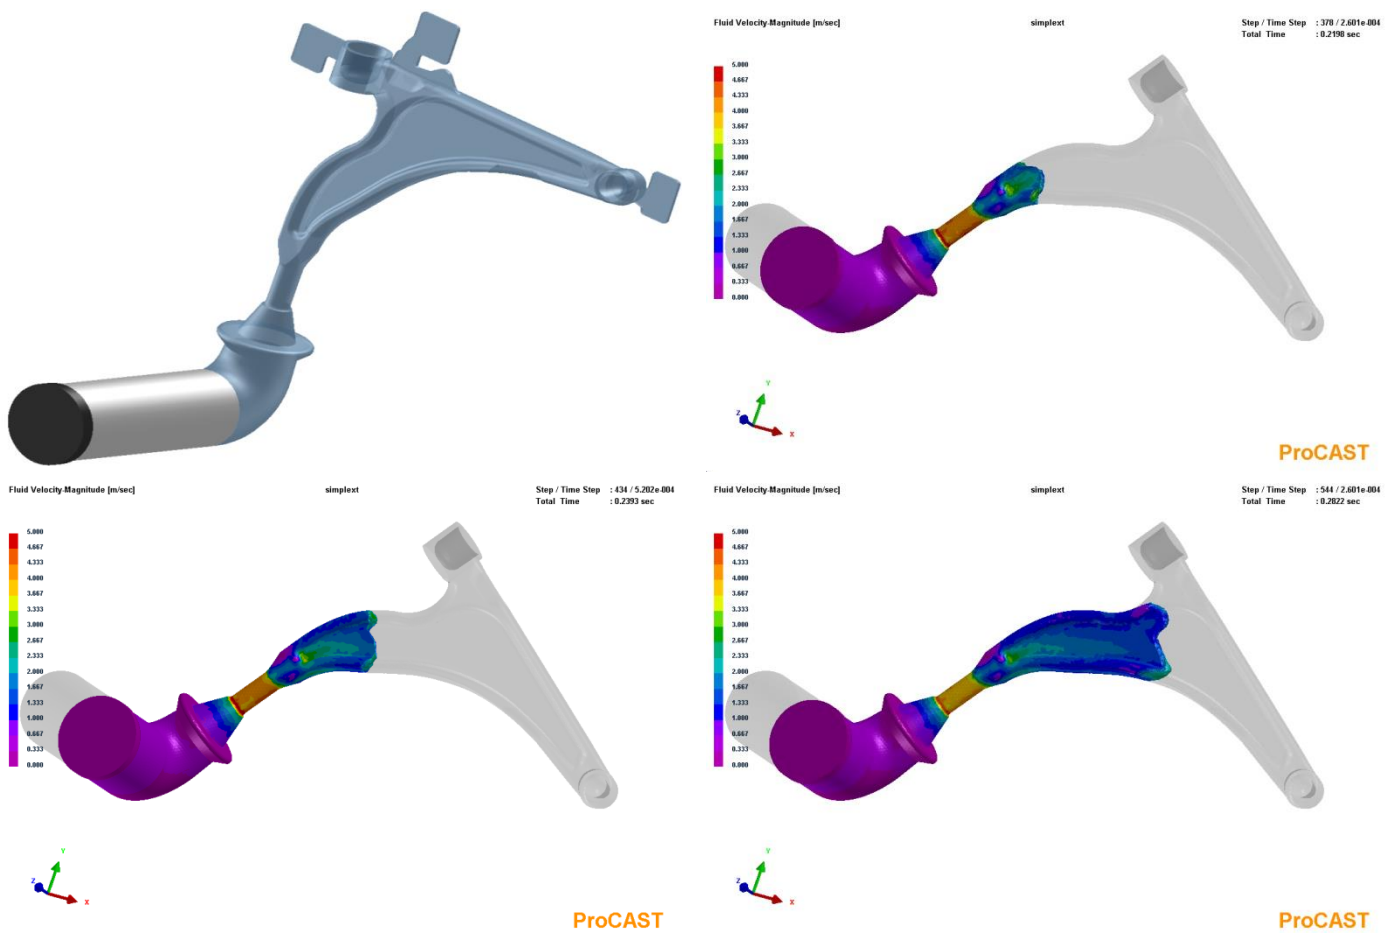 Fluid Velocity-Magnitude [m/sec]
simplext
Step / Time Step : 378 / 2.601e-004
Total Time : 0.2198 sec
5.000
4.667
4.333
4.000
3.667
3.333
3.000
2.667
2.333
2.000
1.667
1.333
1.000
0.667
0.333
0.000
Y
Z
X
ProCAST
Fluid Velocity-Magnitude [m/sec]
simplext
Step / Time Step : 434 / 5.202e-004
Total Time : 0.2393 sec
5.000
4.667
4.333
4.000
3.667
3.333
3.000
2.667
2.333
2.000
1.667
1.333
1.000
0.667
0.333
0.000
Y
Z
X
ProCAST
Fluid Velocity-Magnitude [m/sec]
simplext
Step / Time Step : 544 / 2.601e-004
Total Time : 0.2822 sec
5.000
4.667
4.333
4.000
3.667
3.333
3.000
2.667
2.333
2.000
1.667
1.333
1.000
0.667
0.333
0.000
Y
Z
X
ProCAST